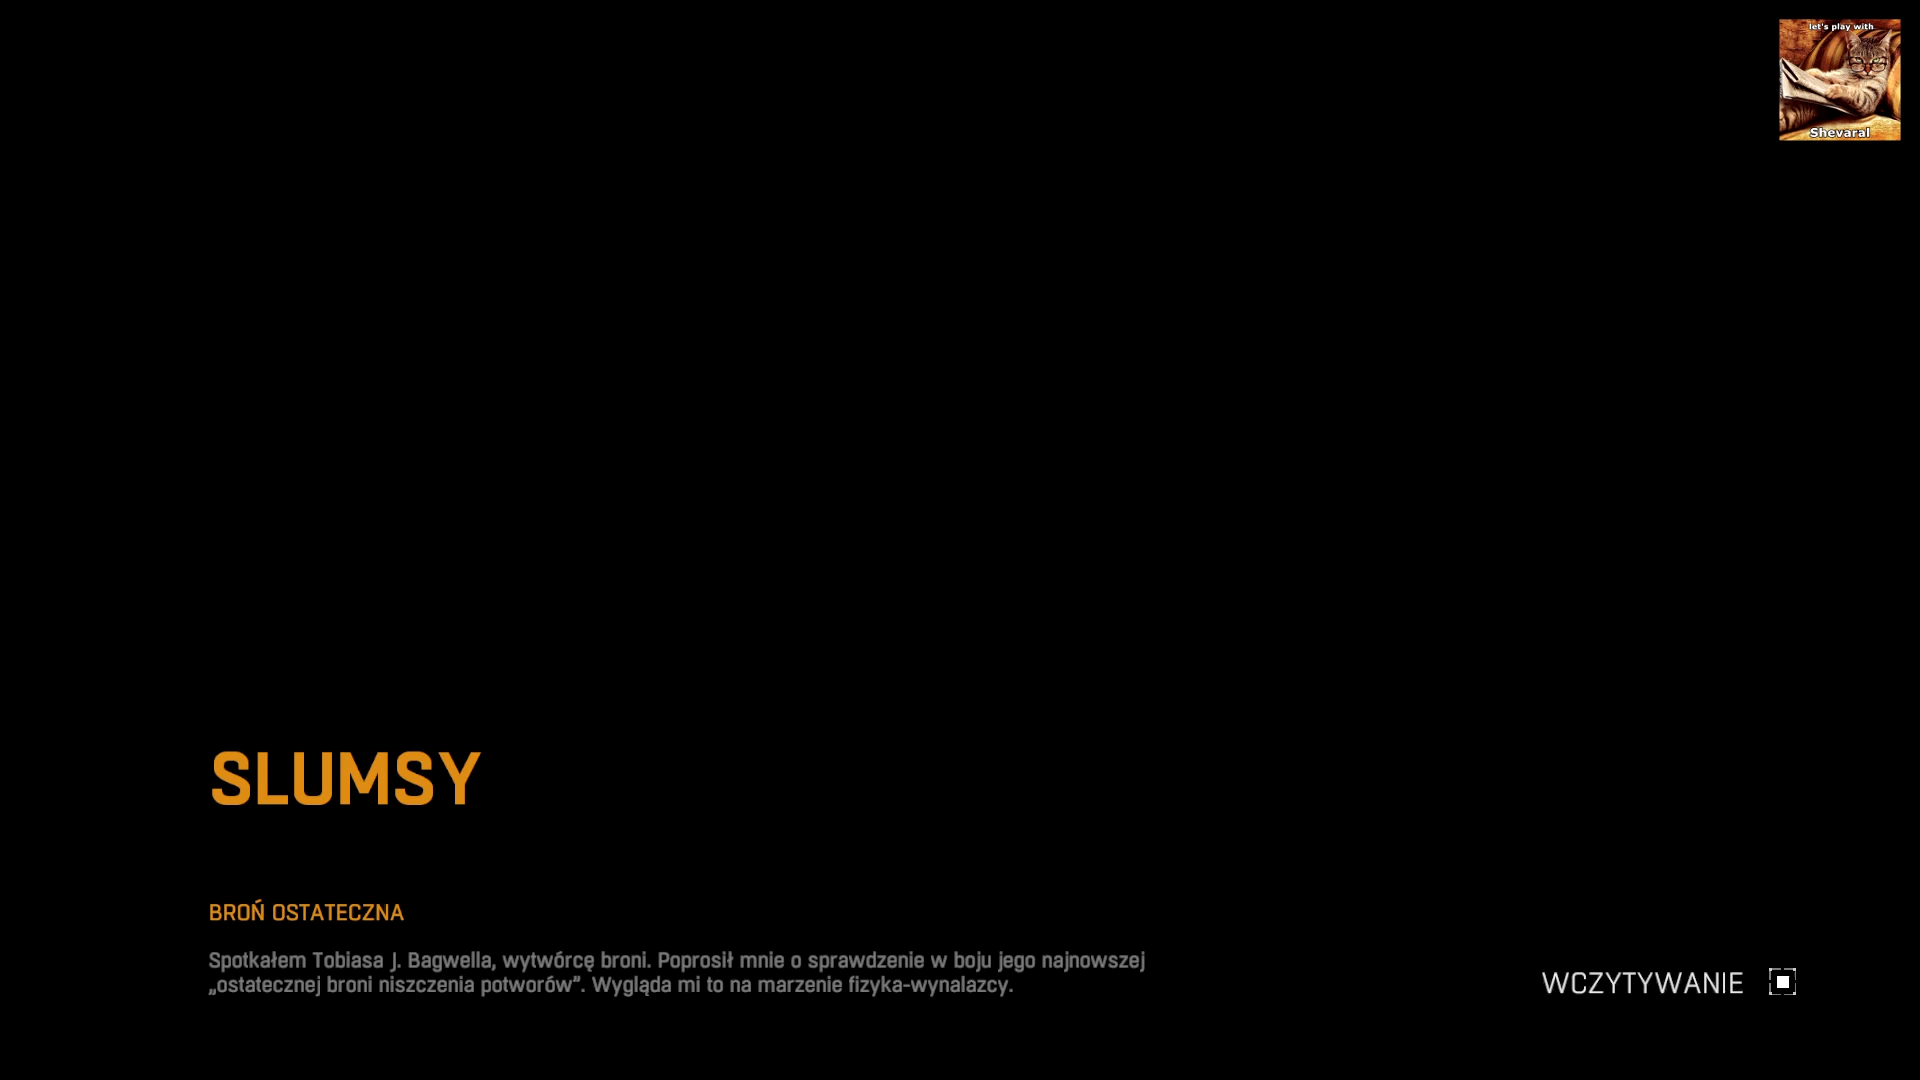 let's play with
Shevaral
SLUMSY
BROŃ OSTATECZNA
Spotkałem Tobiasa J. Bagwella, wytwórcę broni. Poprosił mnie o sprawdzenie w boju jego najnowszej
„ostatecznej broni niszczenia potworów”. Wygląda mi to na marzenie fizyka-wynalazcy.
WCZYTYWANIE